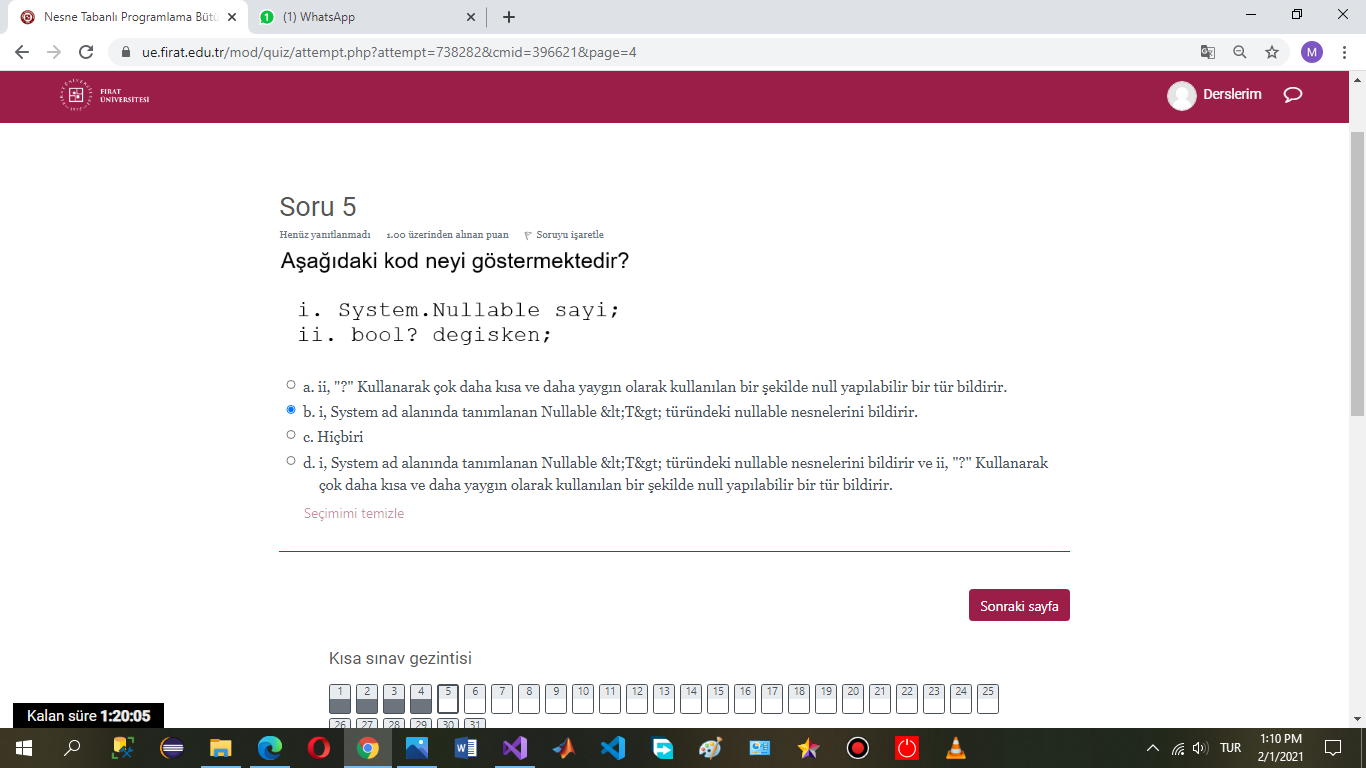 Nesne Tabanlı Programlama Bütü
(1) WhatsApp
ue.firat.edu.tr/mod/quiz/attempt.php?attempt=738282&cmid=396621&page=4
M
FIRAT
ÜNİVERSİTESİ
Derslerim
Soru 5
Henüz yanıtlanmadı 1.00 üzerinden alınan puan Soruyu işaretle
Aşağıdaki kod neyi göstermektedir?
i. System.Nullable sayi;
ii. bool? degisken;
a. ii, "?" Kullanarak çok daha kısa ve daha yaygın olarak kullanılan bir şekilde null yapılabilir bir tür bildirir.
b. i, System ad alanında tanımlanan Nullable &lt;T&gt; türündeki nullable nesnelerini bildirir.
c. Hiçbiri
d. i, System ad alanında tanımlanan Nullable &lt;T&gt; türündeki nullable nesnelerini bildirir ve ii, "?" Kullanarak
çok daha kısa ve daha yaygın olarak kullanılan bir şekilde null yapılabilir bir tür bildirir.
Seçimimi temizle
Sonraki sayfa
Kısa sınav gezintisi
1 2 3 4 5 6 7 8 9 10 11 12 13 14 15 16 17 18 19 20 21 22 23 24 25
26 27 28 29 30 31
Kalan süre 1:20:05
TUR
1:10 PM
2/1/2021